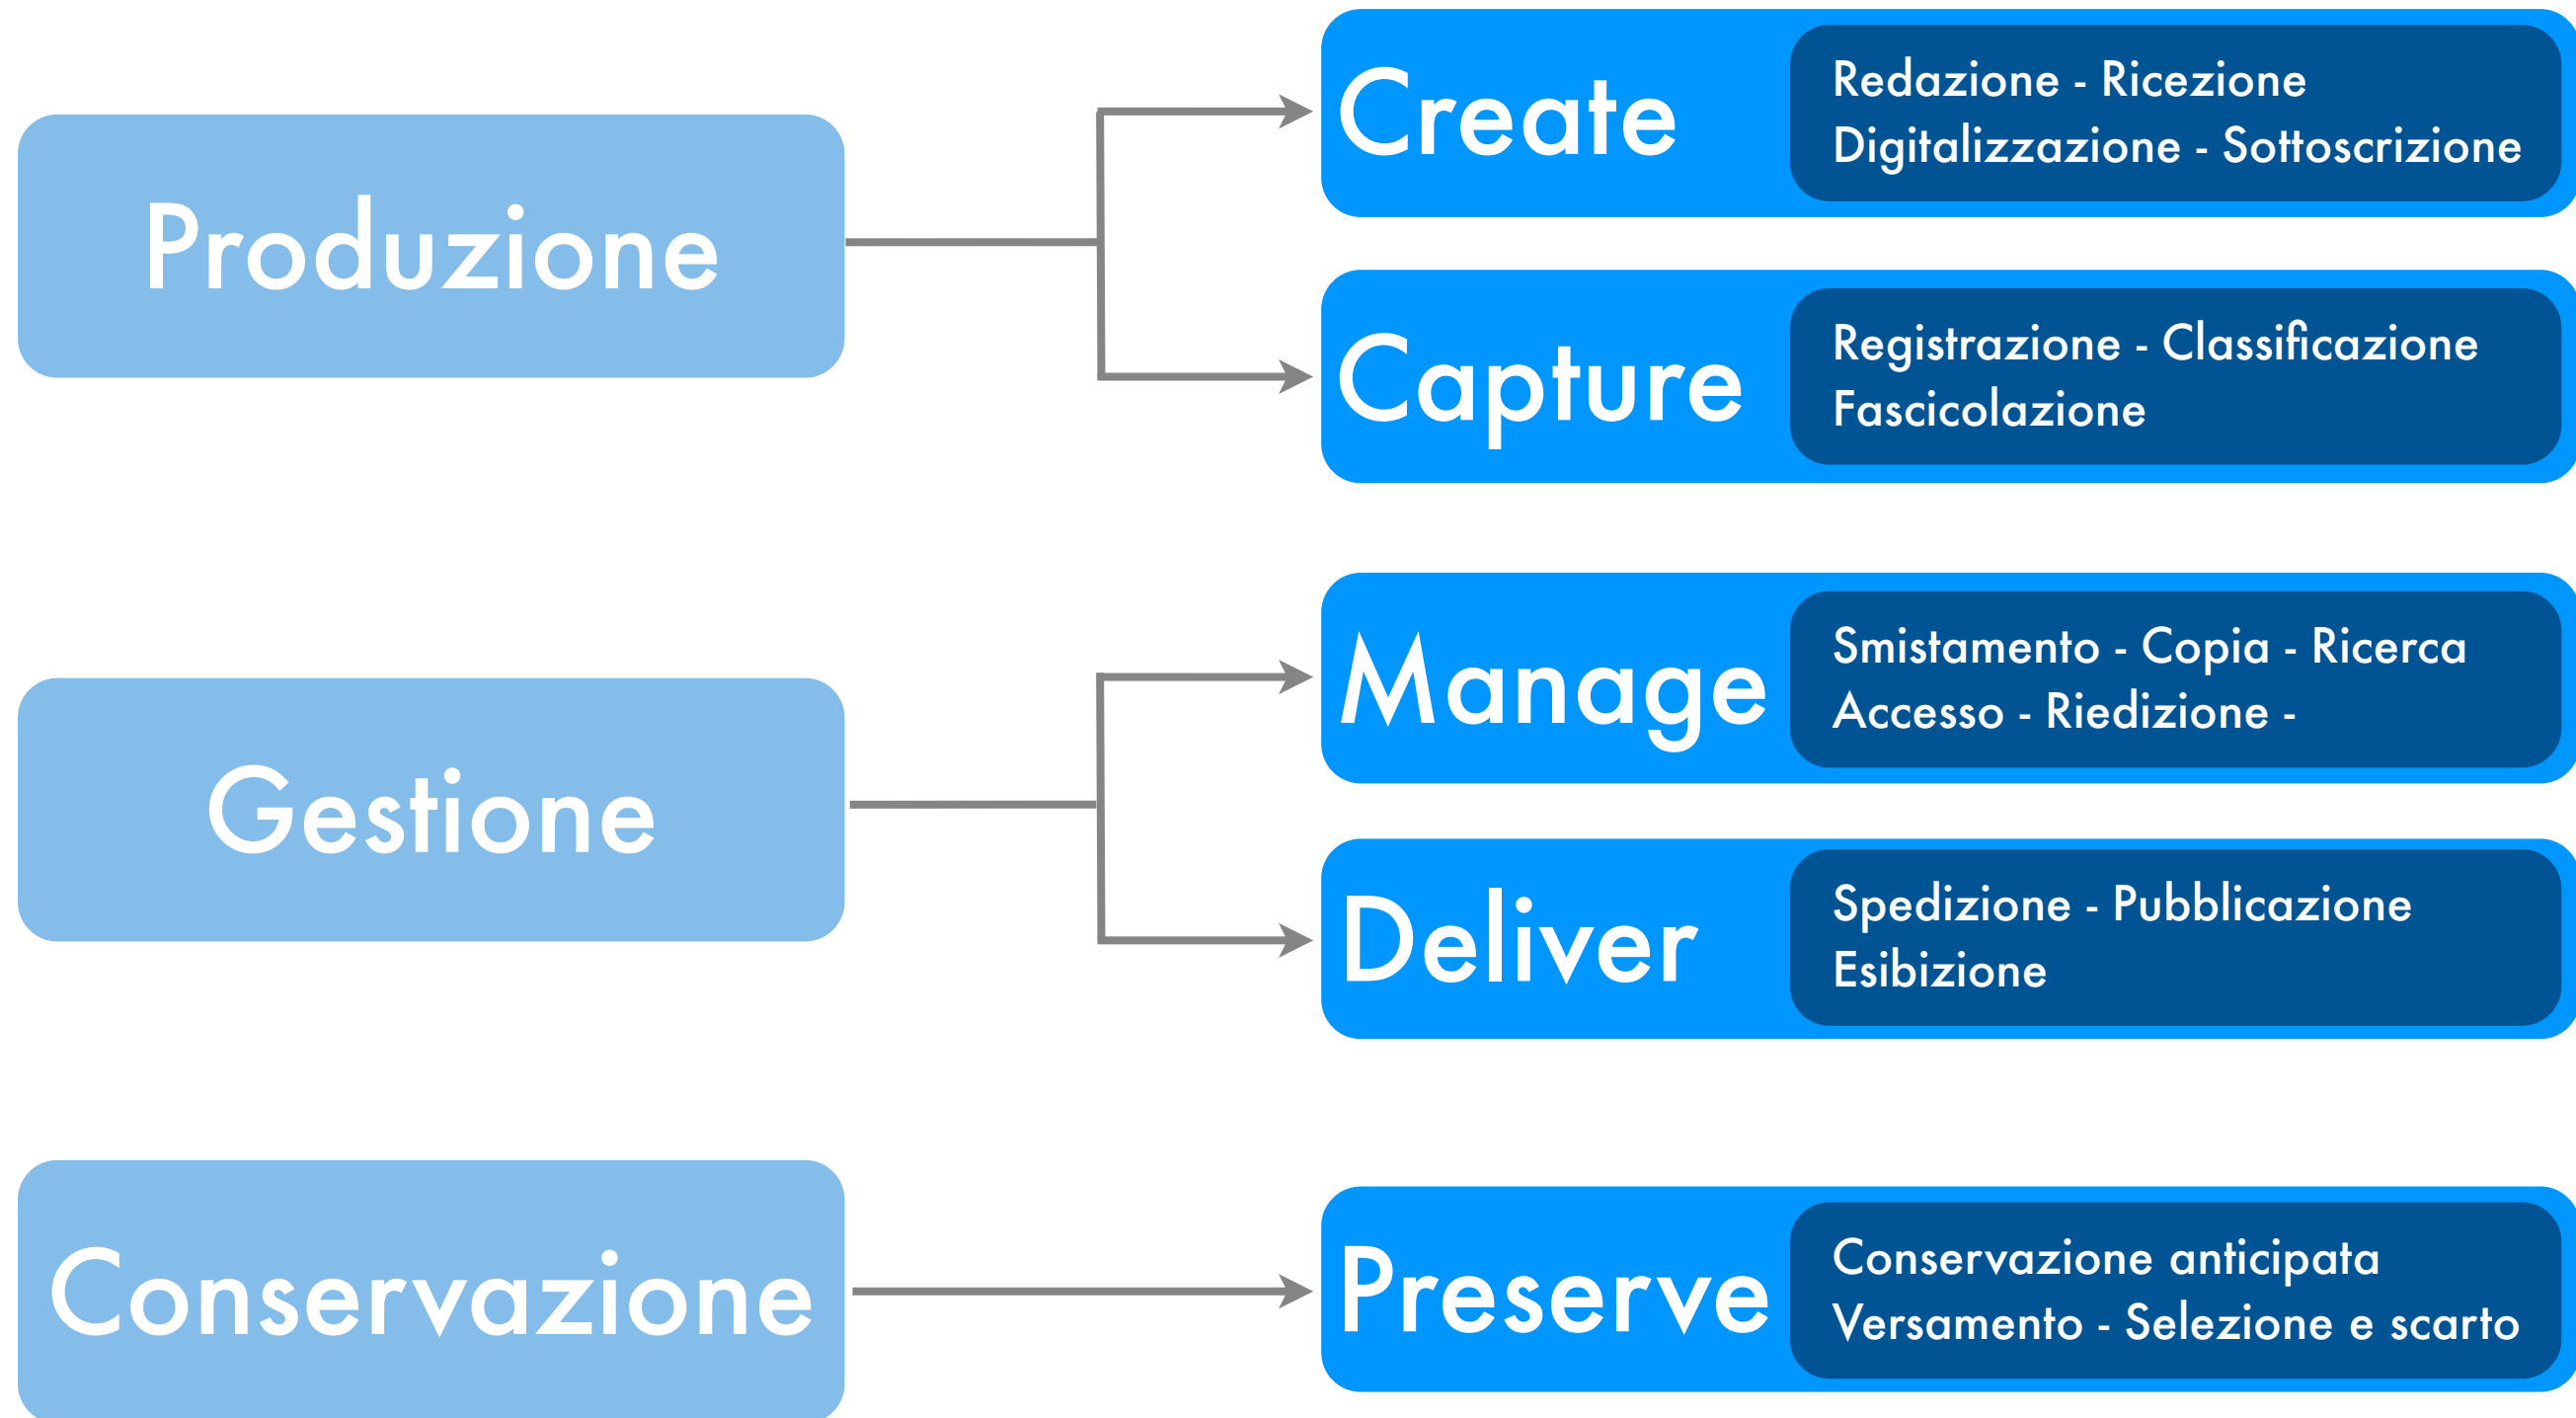 Produzione
Create
Redazione - Ricezione
Digitalizzazione - Sottoscrizione
Capture
Registrazione - Classificazione
Fascicolazione
Gestione
Manage
Smistamento - Copia - Ricerca
Accesso - Riedizione -
Deliver
Spedizione - Pubblicazione
Esibizione
Conservazione
Preserve
Conservazione anticipata
Versamento - Selezione e scarto